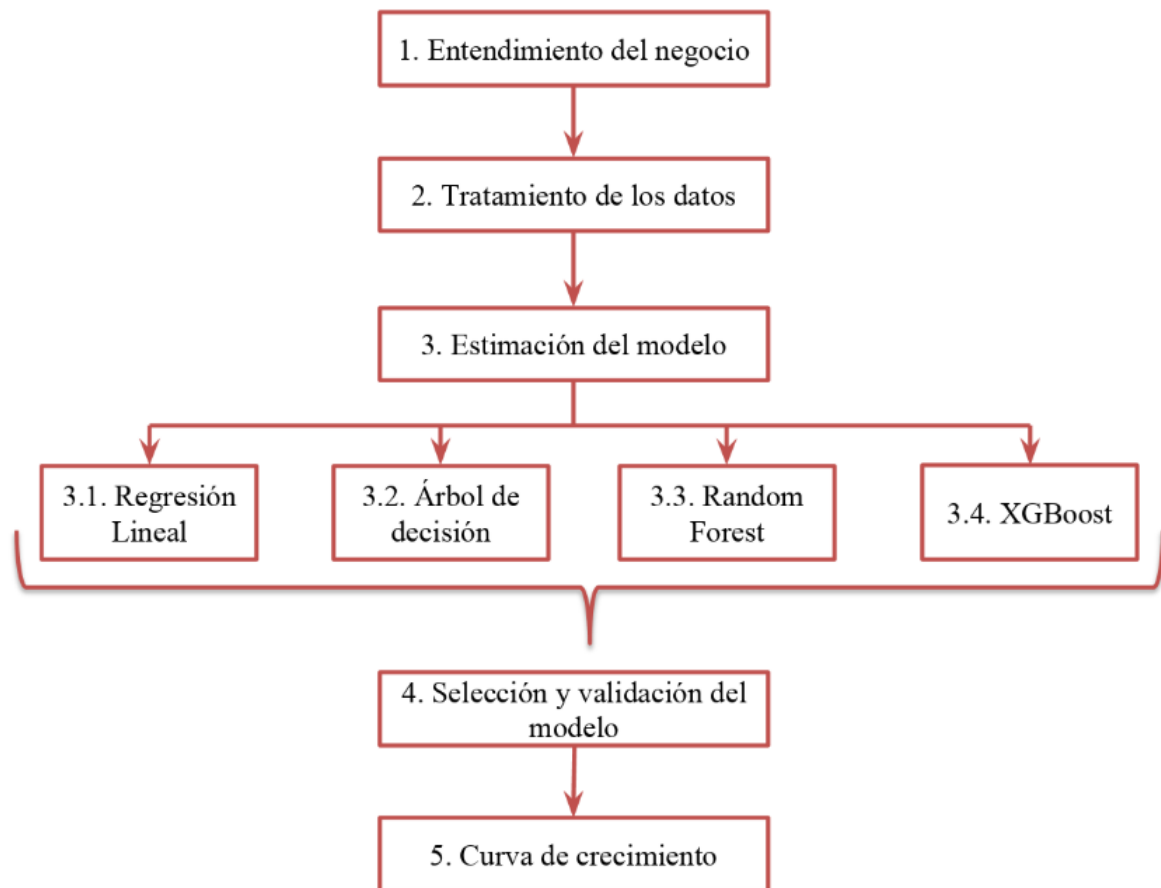 1. Entendimiento del negocio
2. Tratamiento de los datos
3. Estimación del modelo
3.1. Regresión
Lineal
3.2. Árbol de
decisión
3.3. Random
Forest
3.4. XGBoost
4. Selección y validación del
modelo
5. Curva de crecimiento